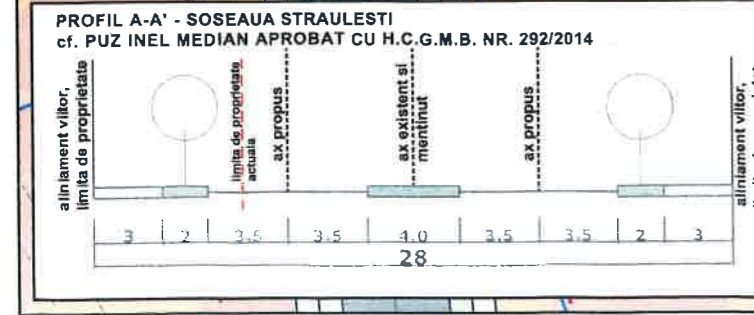 PROFIL A-A' - SOSEAUA STRAULESTI
cf. PUZ INEL MEDIAN APROBAT CU H.C.G.M.B. NR. 292/2014
aliniament viitor,
limita de proprietate
limita de proprietate
actuala
ax propus
ax existent si
mentinut
ax propus
aliniament viitor,
3 2 3.5 3.5 4.0 3.5 3.5 2 3
28